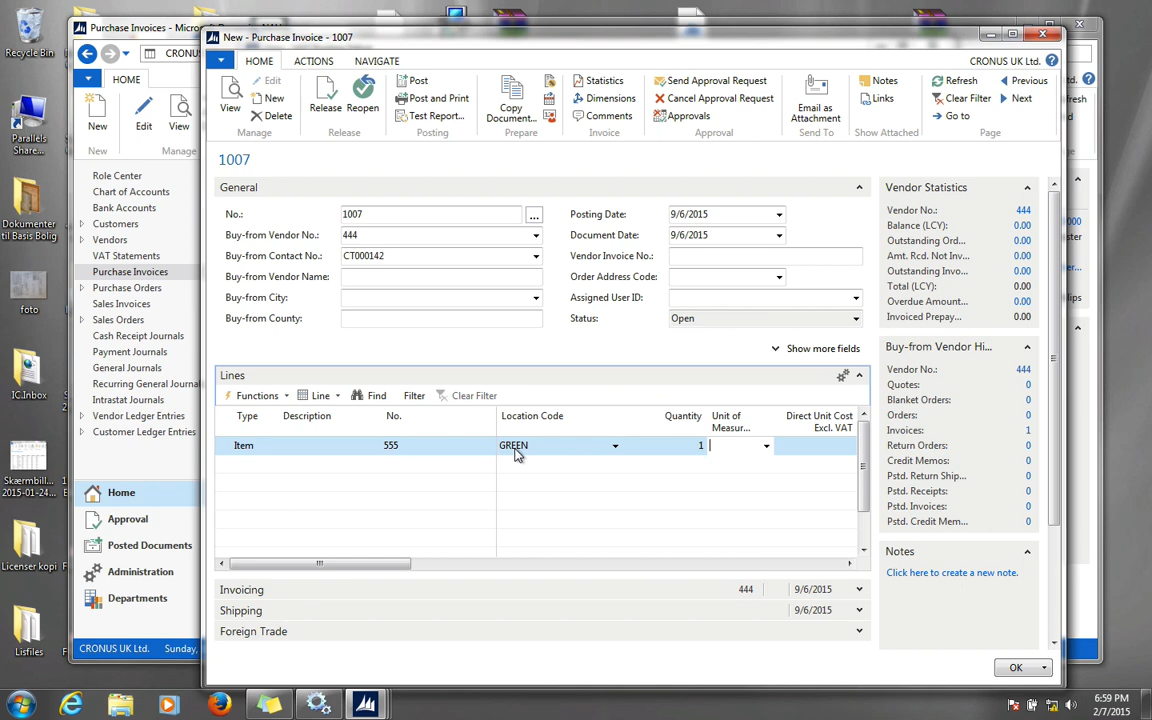 Recycle Bin
Parallels
Share...
Dokumenter
til Basis Bolig
foto
IC.Inbox
Skærmbill...
2015-01-24...
Licenser kopi
Lisfiles
Purchase Invoices -
CRONUS
HOME
New
Edit
View
New
Manage
Role Center
Chart of Accounts
Bank Accounts
Customers
Vendors
VAT Statements
Purchase Invoices
Purchase Orders
Sales Invoices
Sales Orders
Cash Receipt Journals
Payment Journals
General Journals
Recurring General Journa
Intrastat Journals
Vendor Ledger Entries
Customer Ledger Entries
Home
Approval
Posted Documents
Administration
Departments
CRONUS UK Ltd.
Sunday,
New - Purchase Invoice - 1007
HOME
ACTIONS
NAVIGATE
CRONUS UK Ltd.
View
Edit
New
Delete
Manage
Release
Reopen
Release
Post
Post and Print
Test Report...
Posting
Copy
Document...
Prepare
Statistics
Dimensions
Comments
Invoice
Send Approval Request
Cancel Approval Request
Approvals
Approval
Email as
Attachment
Send To
Notes
Links
Show Attached
Refresh
Clear Filter
Go to
Previous
Next
Page
1007
General
No.: 1007
Buy-from Vendor No.: 444
Buy-from Contact No.: CT000142
Buy-from Vendor Name:
Buy-from City:
Buy-from County:
Posting Date: 9/6/2015
Document Date: 9/6/2015
Vendor Invoice No.:
Order Address Code:
Assigned User ID:
Status: Open
Show more fields
Lines
Functions
Line
Find
Filter
Clear Filter
Type Description No. Location Code Quantity Unit of Measur... Direct Unit Cost Excl. VAT
Item 555 GREEN 1
Invoicing 444 9/6/2015
Shipping 9/6/2015
Foreign Trade
Vendor Statistics
Vendor No.: 444
Balance (LCY): 0.00
Outstanding Ord... 0.00
Amt. Rcd. Not Inv... 0.00
Outstanding Invo... 0.00
Total (LCY): 0.00
Overdue Amount... 0.00
Invoiced Prepay... 0.00
Buy-from Vendor Hi...
Vendor No.: 444
Quotes: 0
Blanket Orders: 0
Orders: 0
Invoices: 1
Return Orders: 0
Credit Memos: 0
Pstd. Return Ship... 0
Pstd. Receipts: 0
Pstd. Invoices: 0
Pstd. Credit Mem... 0
Notes
Click here to create a new note.
OK
6:59 PM
2/7/2015